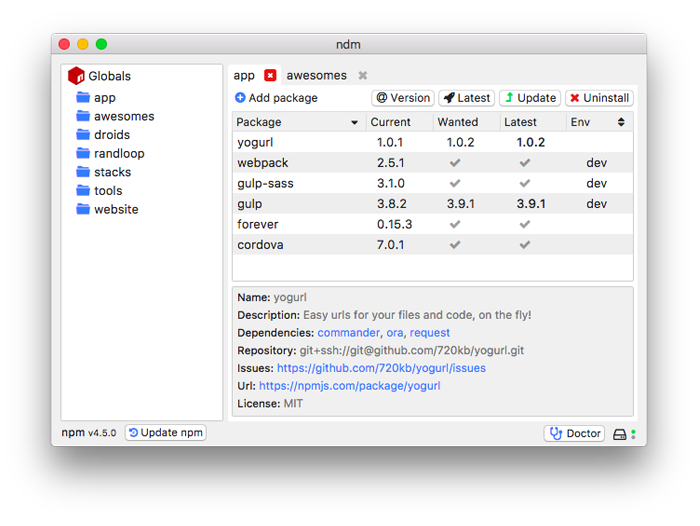 ndm
Globals
app
awesomes
droids
randloop
stacks
tools
website
app awesomes
Add package @ Version Latest Update Uninstall
Package Current Wanted Latest Env
yogurl 1.0.1 1.0.2 1.0.2
webpack 2.5.1 dev
gulp-sass 3.1.0 dev
gulp 3.8.2 3.9.1 3.9.1 dev
forever 0.15.3
cordova 7.0.1
Name: yogurl
Description: Easy urls for your files and code, on the fly!
Dependencies: commander, ora, request
Repository: git+ssh://git@github.com/720kb/yogurl.git
Issues: https://github.com/720kb/yogurl/issues
Url: https://npmjs.com/package/yogurl
License: MIT
npm v4.5.0 Update npm Doctor